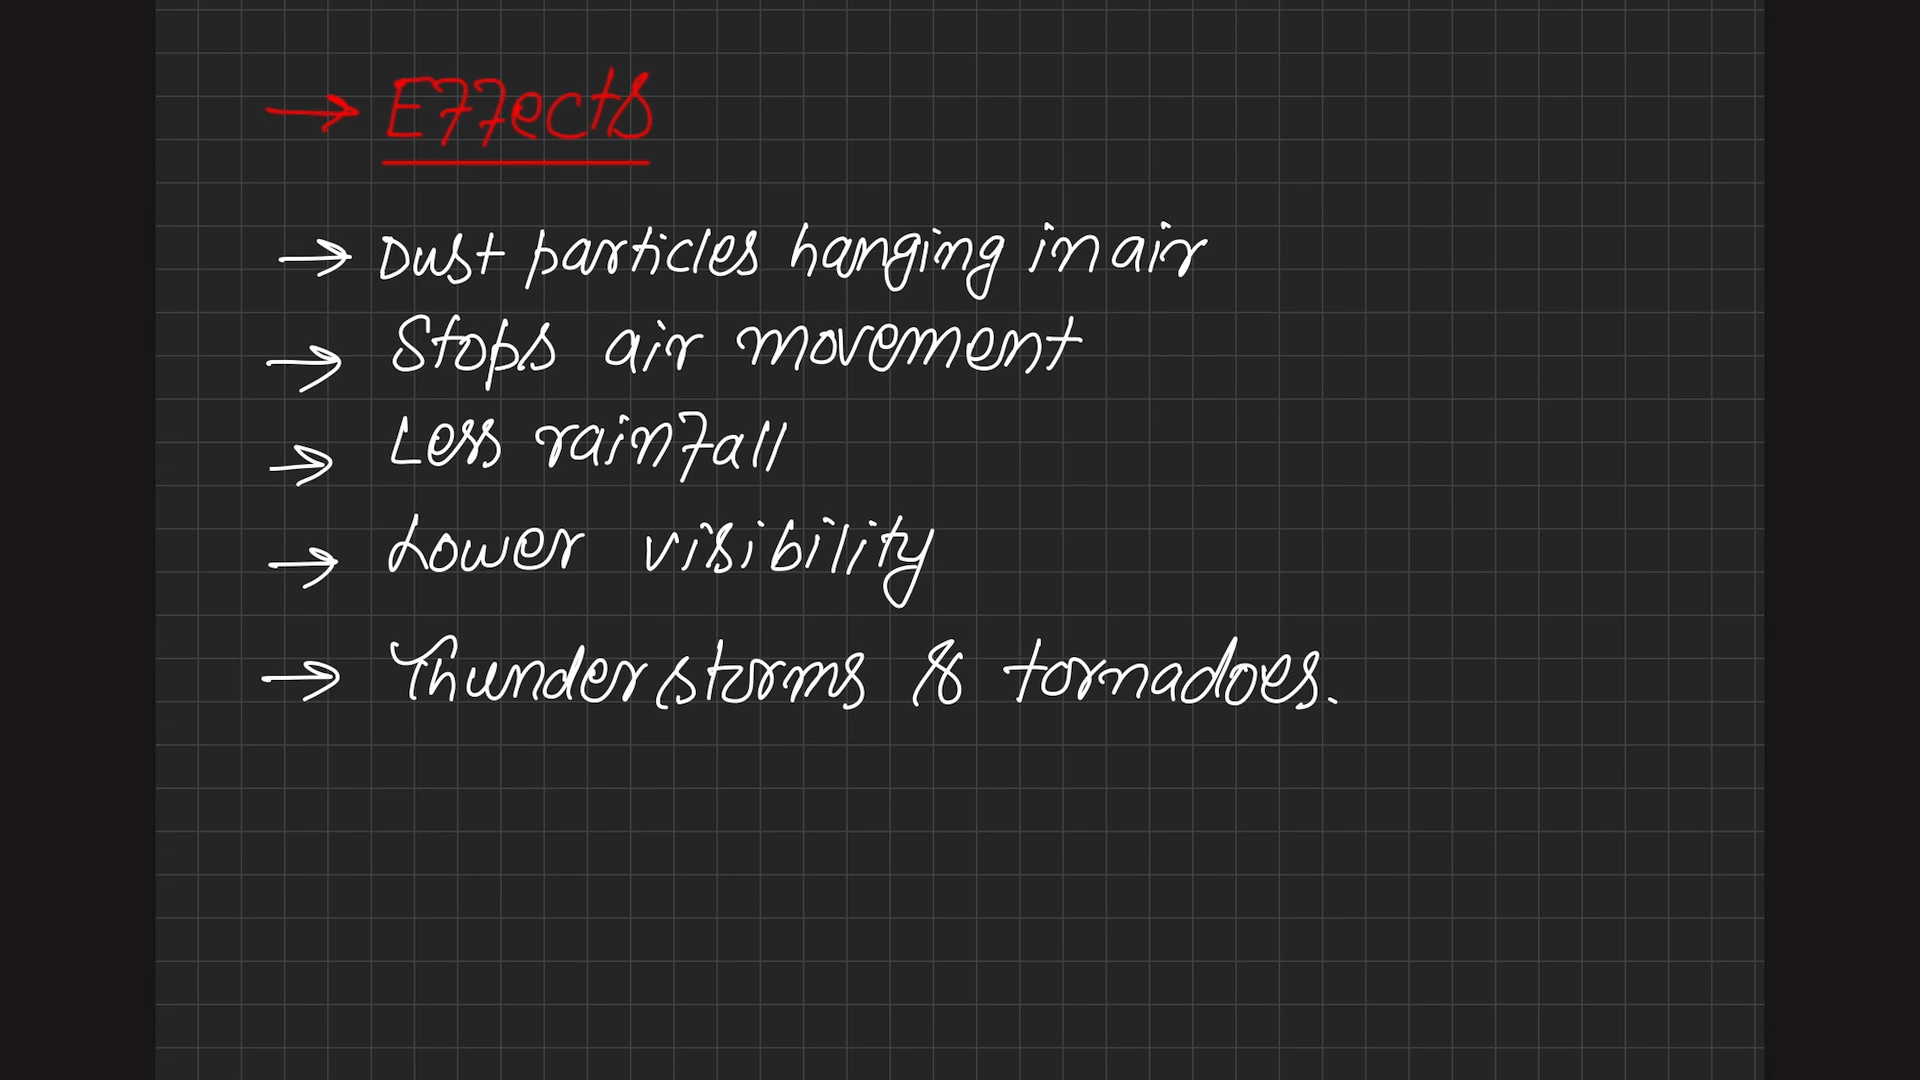 → Effects
→ Dust particles hanging in air
→ Stops air movement
→ Less rainfall
→ Lower visibility
→ Thunderstorms & tornadoes.